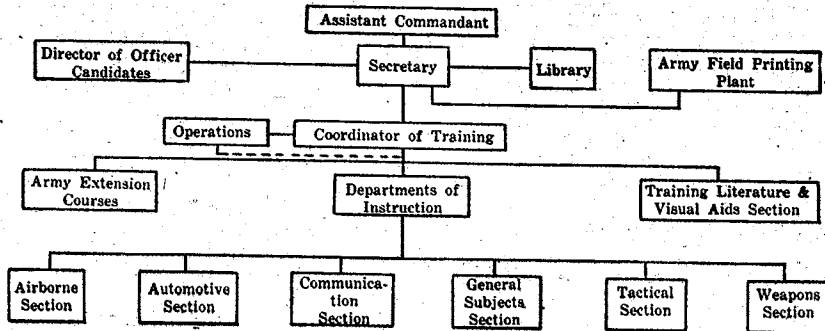 Assistant Commandant
Director of Officer
Candidates
Secretary
Library
Army Field Printing
Plant
Operations
Coordinator of Training
Army Extension
Courses
Departments of
Instruction
Training Literature &
Visual Aids Section
Airborne
Section
Automotive
Section
Communica-
tion
Section
General
Subjects
Section
Tactical
Section
Weapons
Section